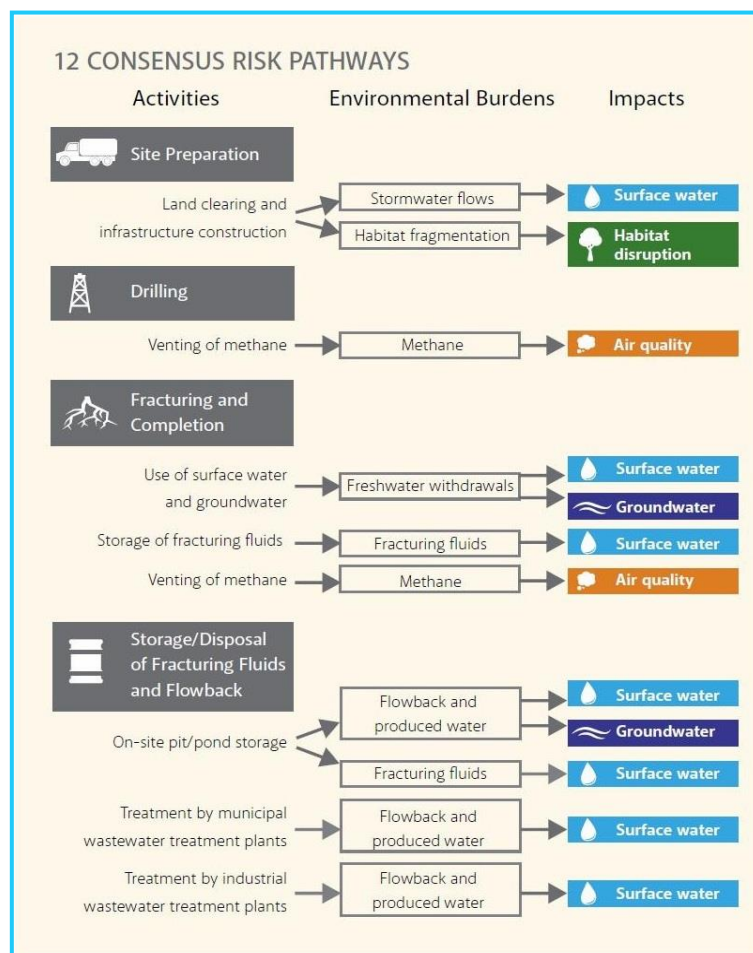 12 CONSENSUS RISK PATHWAYS
Activities
Environmental Burdens
Impacts
Site Preparation
Land clearing and
infrastructure construction
Stormwater flows
Surface water
Habitat fragmentation
Habitat
disruption
Drilling
Venting of methane
Methane
Air quality
Fracturing and
Completion
Use of surface water
and groundwater
Freshwater withdrawals
Surface water
Groundwater
Storage of fracturing fluids
Fracturing fluids
Surface water
Venting of methane
Methane
Air quality
Storage/Disposal
of Fracturing Fluids
and Flowback
On-site pit/pond storage
Flowback and
produced water
Surface water
Groundwater
Fracturing fluids
Surface water
Treatment by municipal
wastewater treatment plants
Flowback and
produced water
Surface water
Treatment by industrial
wastewater treatment plants
Flowback and
produced water
Surface water